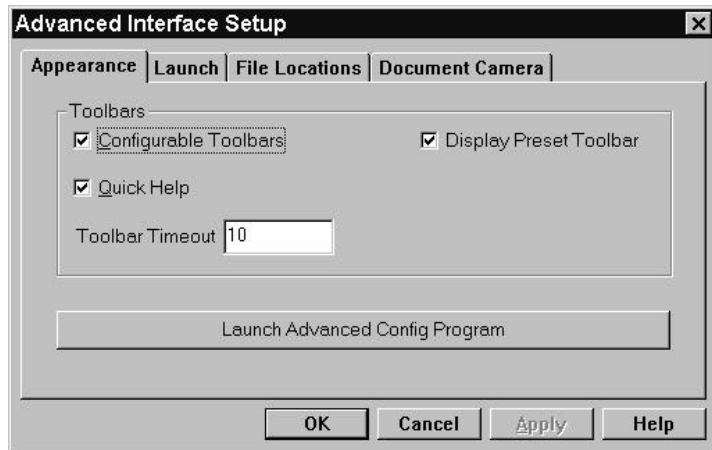 Advanced Interface Setup
Appearance Launch File Locations Document Camera
Toolbars
Configurable Toolbars Display Preset Toolbar
Quick Help
Toolbar Timeout 10
Launch Advanced Config Program
OK Cancel Apply Help